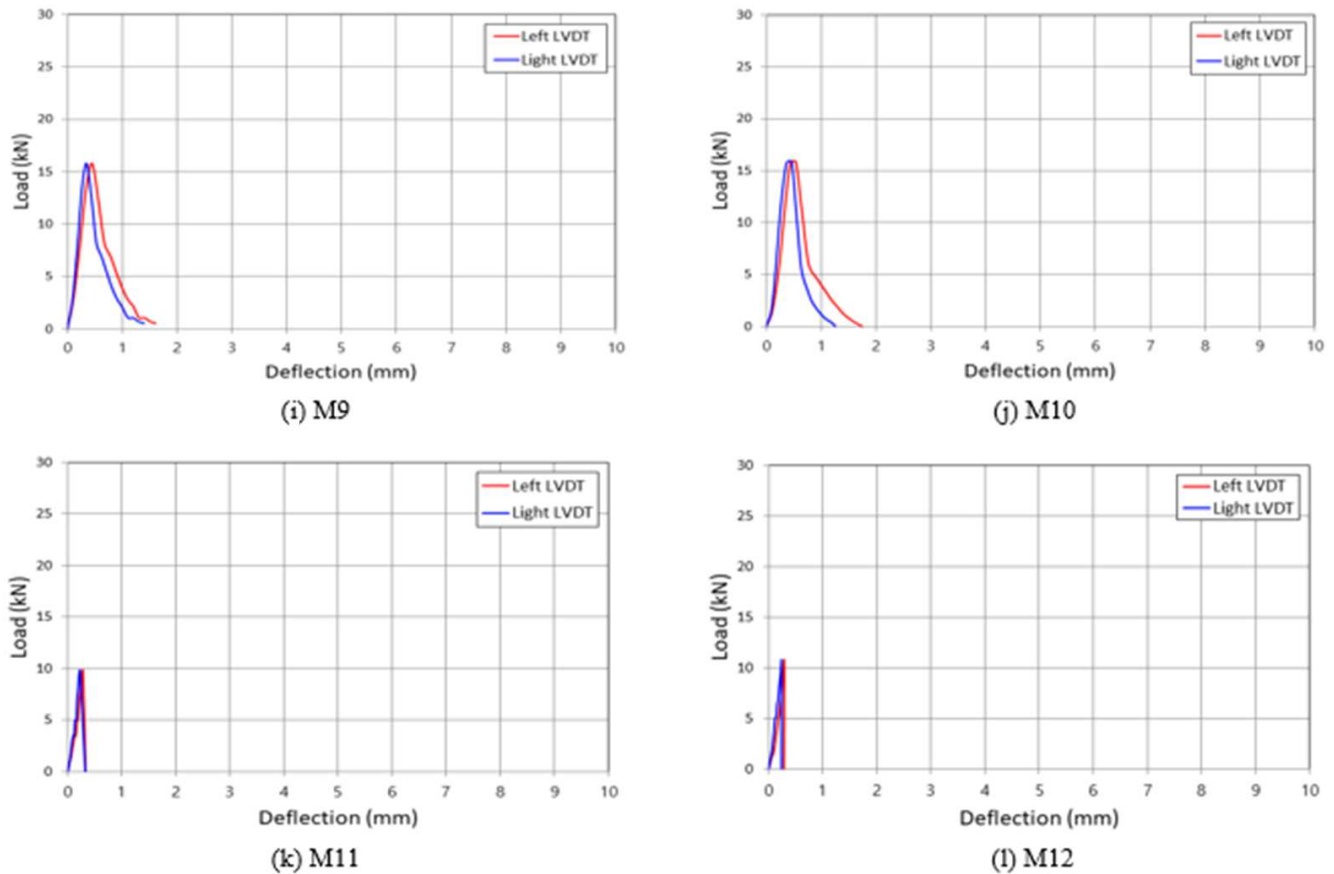 30
25
20
15
10
5
0
Load (kN)
Left LVDT
Light LVDT
0 1 2 3 4 5 6 7 8 9 10
Deflection (mm)
(i) M9
30
25
20
15
10
5
0
Load (kN)
Left LVDT
Light LVDT
0 1 2 3 4 5 6 7 8 9 10
Deflection (mm)
(j) M10
30
25
20
15
10
5
0
Load (kN)
Left LVDT
Light LVDT
0 1 2 3 4 5 6 7 8 9 10
Deflection (mm)
(k) M11
30
25
20
15
10
5
0
Load (kN)
Left LVDT
Light LVDT
0 1 2 3 4 5 6 7 8 9 10
Deflection (mm)
(l) M12